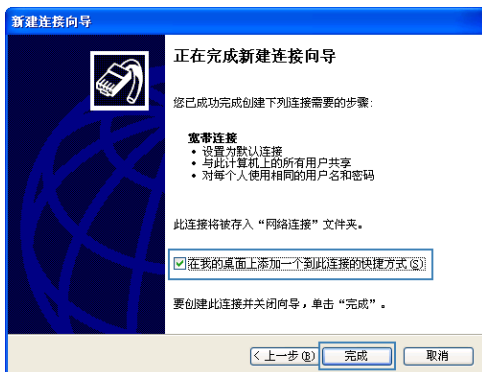 新建连接向导
正在完成新建连接向导
您已成功完成创建下列连接需要的步骤:
宽带连接
• 设置为默认连接
• 与此计算机上的所有用户共享
• 对每个人使用相同的用户名和密码
此连接将被存入“网络连接”文件夹。
在我的桌面上添加一个到此连接的快捷方式(S)
要创建此连接并关闭向导,单击“完成”。
<上一步(B) 完成 取消